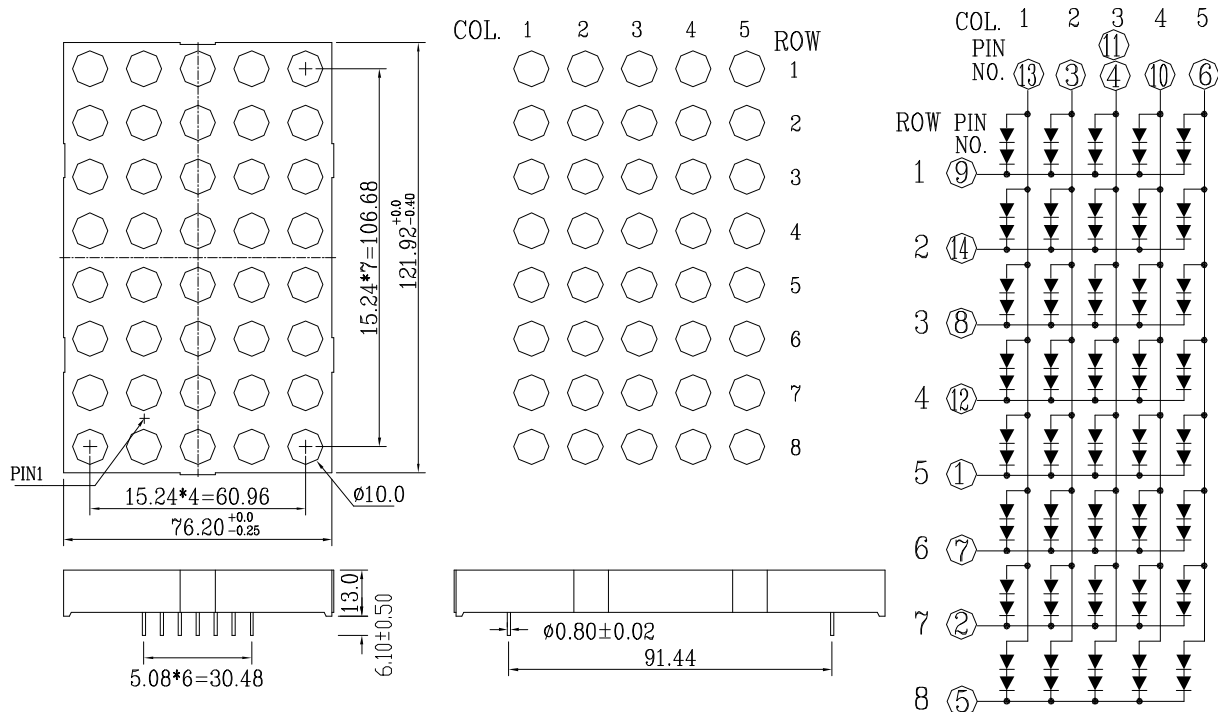 PIN1
15.24*7=106.68
121.92 +0.0 -0.40
15.24*4=60.96
76.20 +0.0 -0.25
ø10.0
COL. 1 2 3 4 5 ROW
1
2
3
4
5
6
7
8
13.0
6.10±0.50
5.08*6=30.48
ø0.80±0.02
91.44
COL. 1 2 3 4 5
PIN NO. 13 3 11 4 10 6
ROW PIN NO.
1 9
2 14
3 8
4 12
5 1
6 7
7 2
8 5